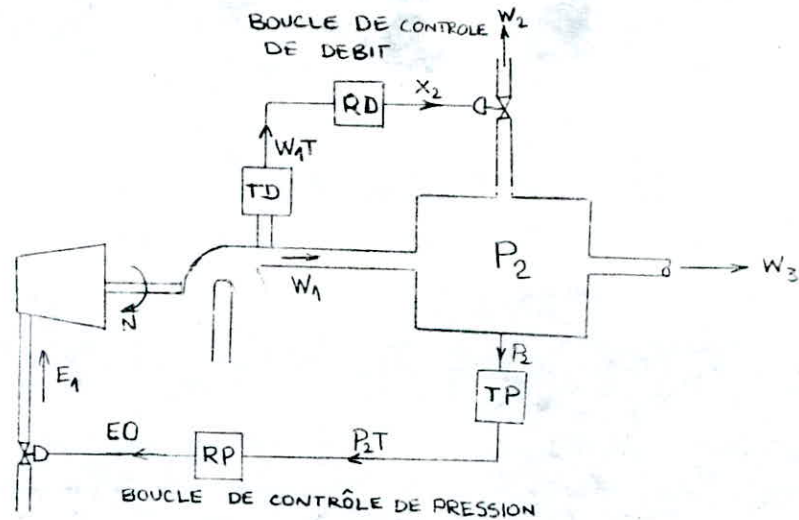 BOUCLE DE CONTROLE
DE DEBIT
W2
RD
X2
W1T
TD
P2
W1
W3
N
E1
P2
TP
EO
P2T
RP
BOUCLE DE CONTRÔLE DE PRESSION